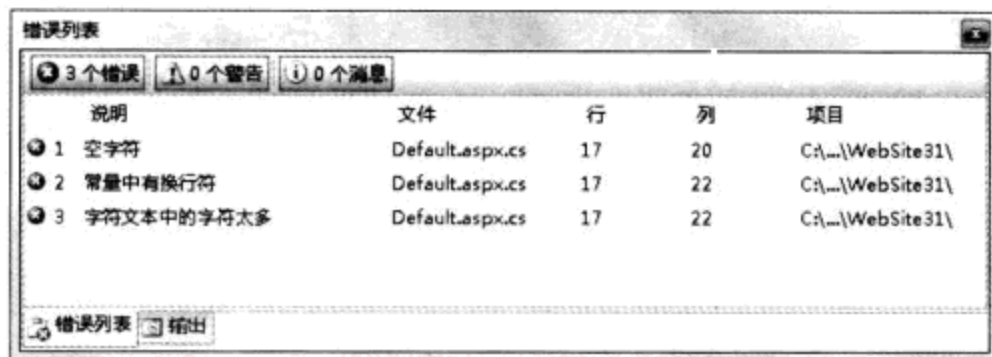 错误列表
3 个错误 0 个警告 0 个消息
说明 文件 行 列 项目
1 空字符 Default.aspx.cs 17 20 C:\...\WebSite31\
2 常量中有换行符 Default.aspx.cs 17 22 C:\...\WebSite31\
3 字符文本中的字符太多 Default.aspx.cs 17 22 C:\...\WebSite31\
错误列表 输出